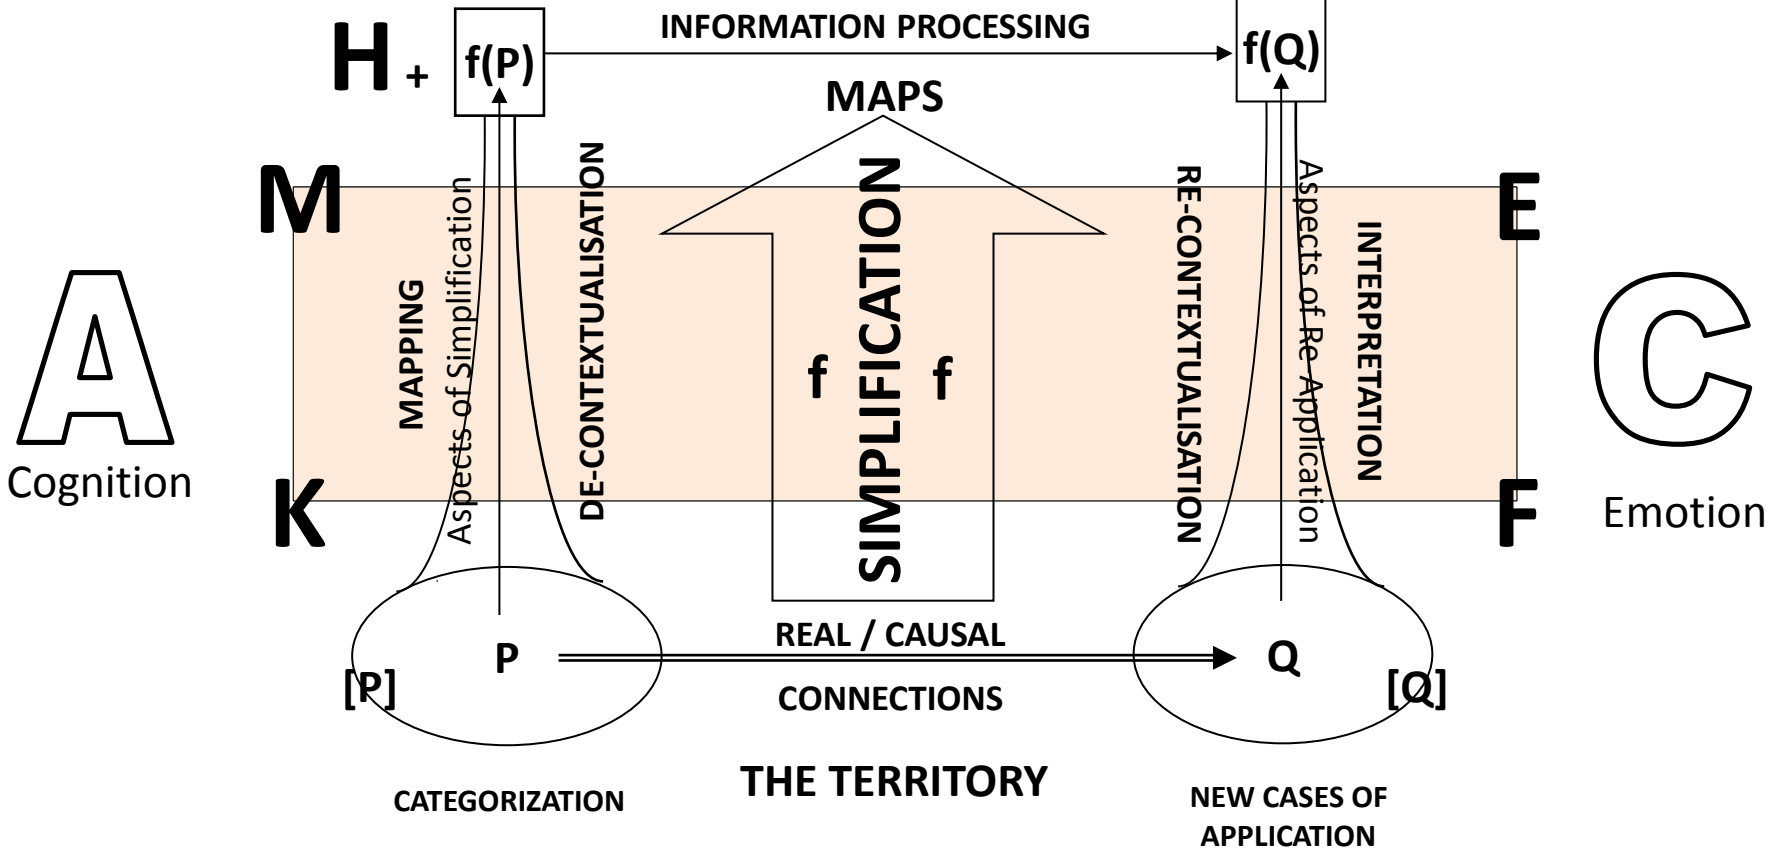 INFORMATION PROCESSING
H +
f(P)
f(Q)
MAPS
M
E
MAPPING
Aspects of Simplification
DE-CONTEXTUALISATION
SIMPLIFICATION
f
f
RE-CONTEXTUALISATION
Aspects of Re-Application
INTERPRETATION
A
Cognition
C
Emotion
K
F
REAL / CAUSAL
P
Q
[P]
[Q]
CONNECTIONS
THE TERRITORY
CATEGORIZATION
NEW CASES OF
APPLICATION